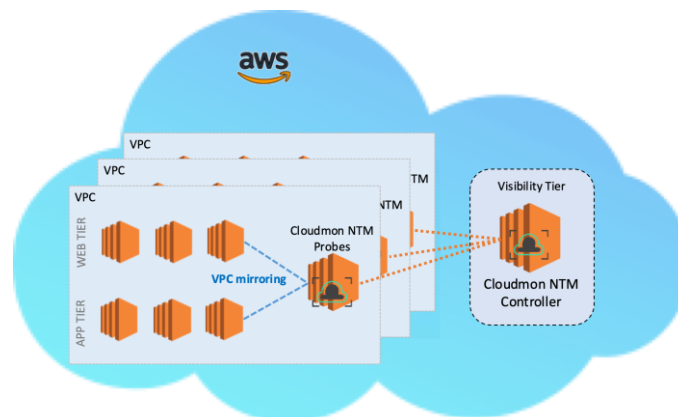 aws
VPC
VPC
TM
VPC
NTM
WEB TIER
Cloudmon NTM
Probes
VPC mirroring
APP TIER
Visibility Tier
Cloudmon NTM
Controller